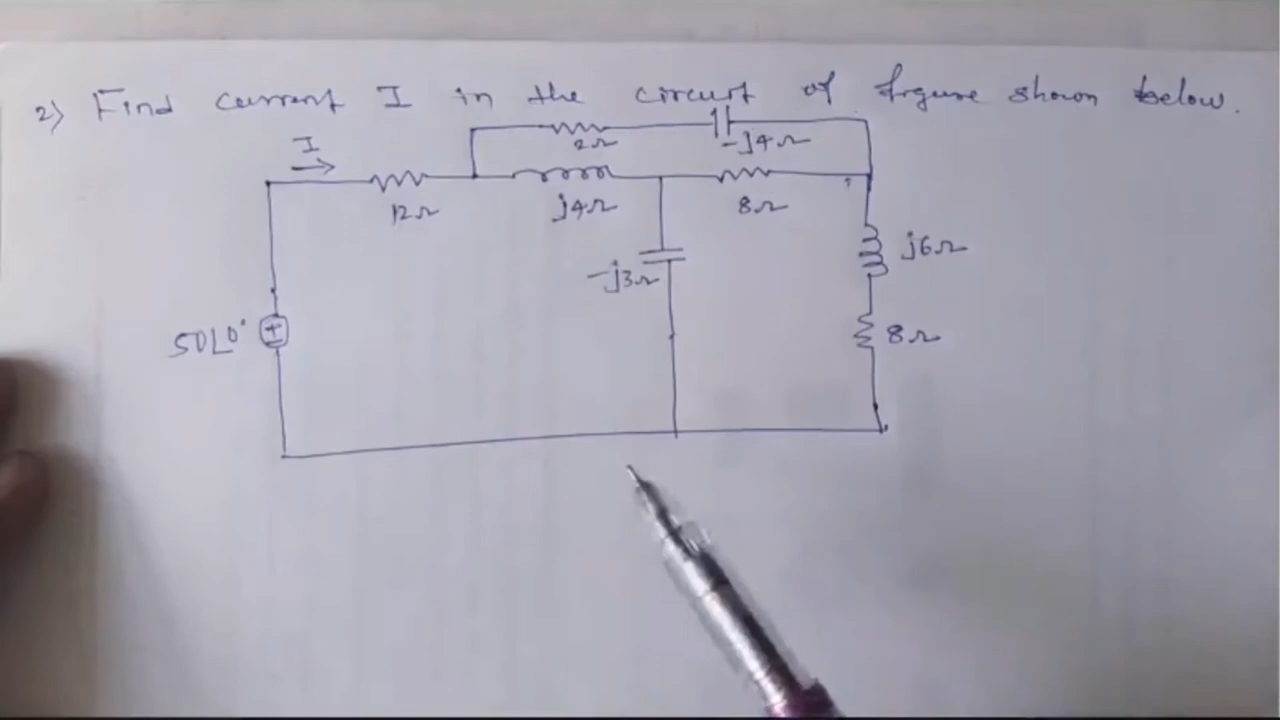 2) Find current I in the circuit of figure shown below.
I
2Ω
-j4Ω
12Ω
j4Ω
8Ω
j6Ω
-j3Ω
50∠0°
8Ω